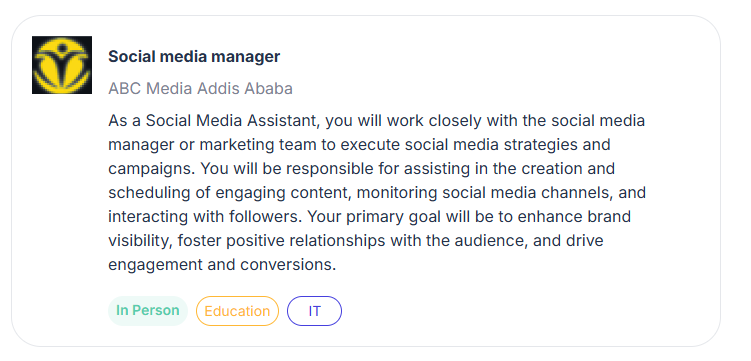 Social media manager
ABC Media Addis Ababa
As a Social Media Assistant, you will work closely with the social media
manager or marketing team to execute social media strategies and
campaigns. You will be responsible for assisting in the creation and
scheduling of engaging content, monitoring social media channels, and
interacting with followers. Your primary goal will be to enhance brand
visibility, foster positive relationships with the audience, and drive
engagement and conversions.
In Person Education IT